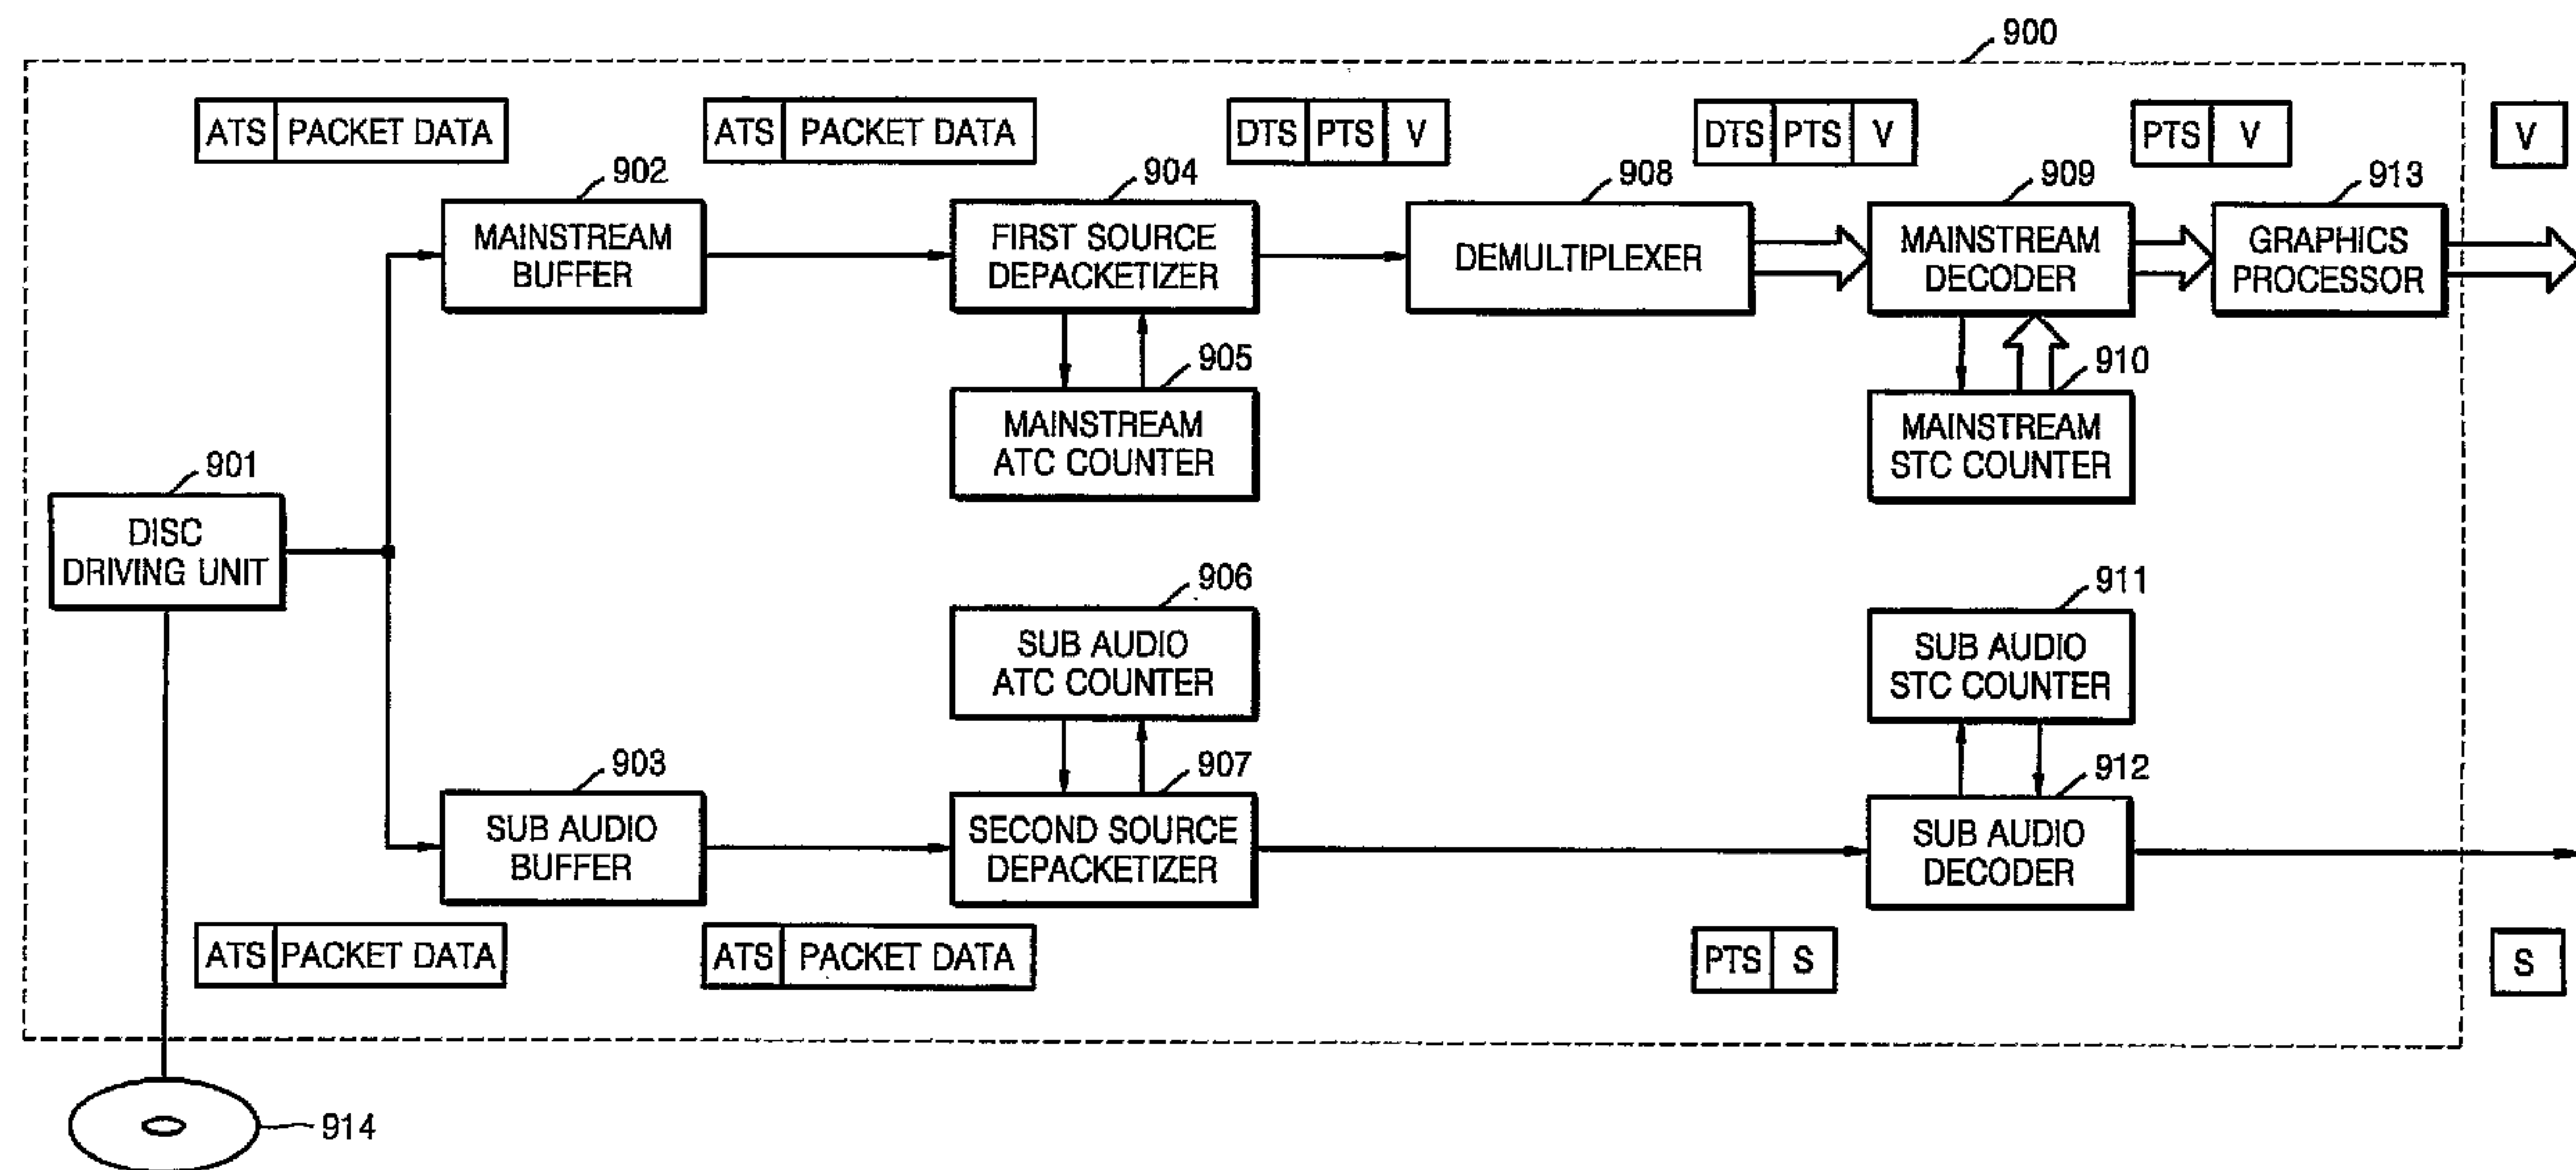 900
ATS PACKET DATA
ATS PACKET DATA
DTS PTS V
DTS PTS V
PTS V
V
902
904
908
909
913
MAINSTREAM
BUFFER
FIRST SOURCE
DEPACKETIZER
DEMULTIPLEXER
MAINSTREAM
DECODER
GRAPHICS
PROCESSOR
905
910
MAINSTREAM
ATC COUNTER
MAINSTREAM
STC COUNTER
901
DISC
DRIVING UNIT
906
911
SUB AUDIO
ATC COUNTER
SUB AUDIO
STC COUNTER
903
907
912
SUB AUDIO
BUFFER
SECOND SOURCE
DEPACKETIZER
SUB AUDIO
DECODER
ATS PACKET DATA
ATS PACKET DATA
PTS S
S
914